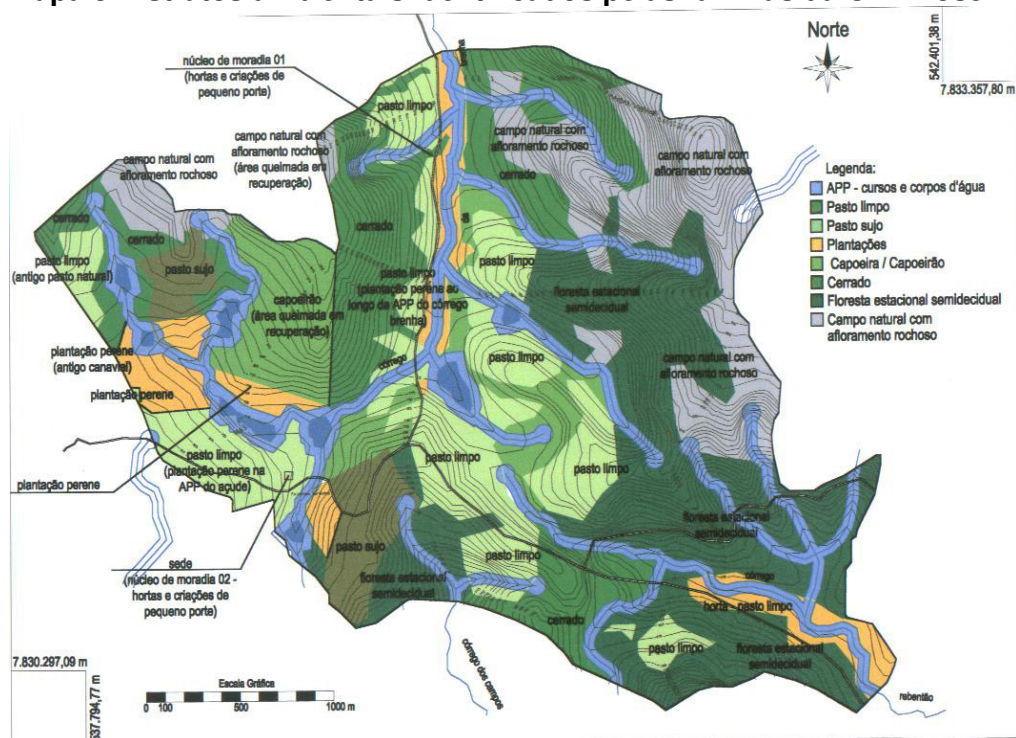 Norte
542.401,38 m
7.833.357,80 m
núcleo de moradia 01
(hortas e criações de
pequeno porte)
pasto limpo
campo natural com
afloramento rochoso
(área queimada em
recuperação)
campo natural com
afloramento rochoso
campo natural com
afloramento rochoso
campo natural com
afloramento rochoso
cerrado
cerrado
cerrado
cerrado
pasto limpo
(antigo pasto natural)
pasto sujo
capoeirão
(área queimada em
recuperação)
pasto limpo
(plantação perene ao
longo da APP do córrego
brenha)
pasto limpo
floresta estacional
semidecidual
Legenda:
APP - cursos e corpos d'água
Pasto limpo
Pasto sujo
Plantações
Capoeira / Capoeirão
Cerrado
Floresta estacional semidecidual
Campo natural com
afloramento rochoso
plantação perene
(antigo canavial)
plantação perene
córrego
pasto limpo
campo natural com
afloramento rochoso
pasto limpo
(plantação perene na
APP do açude)
pasto limpo
pasto limpo
plantação perene
floresta estacional
semidecidual
pasto sujo
pasto limpo
sede
(núcleo de moradia 02 -
hortas e criações de
pequeno porte)
floresta estacional
semidecidual
córrego
horta - pasto limpo
cerrado
pasto limpo
floresta estacional
semidecidual
córrego dos campos
rebentão
7.830.297,09 m
537.794,77 m
Escala Gráfica
0 100 500 1000 m